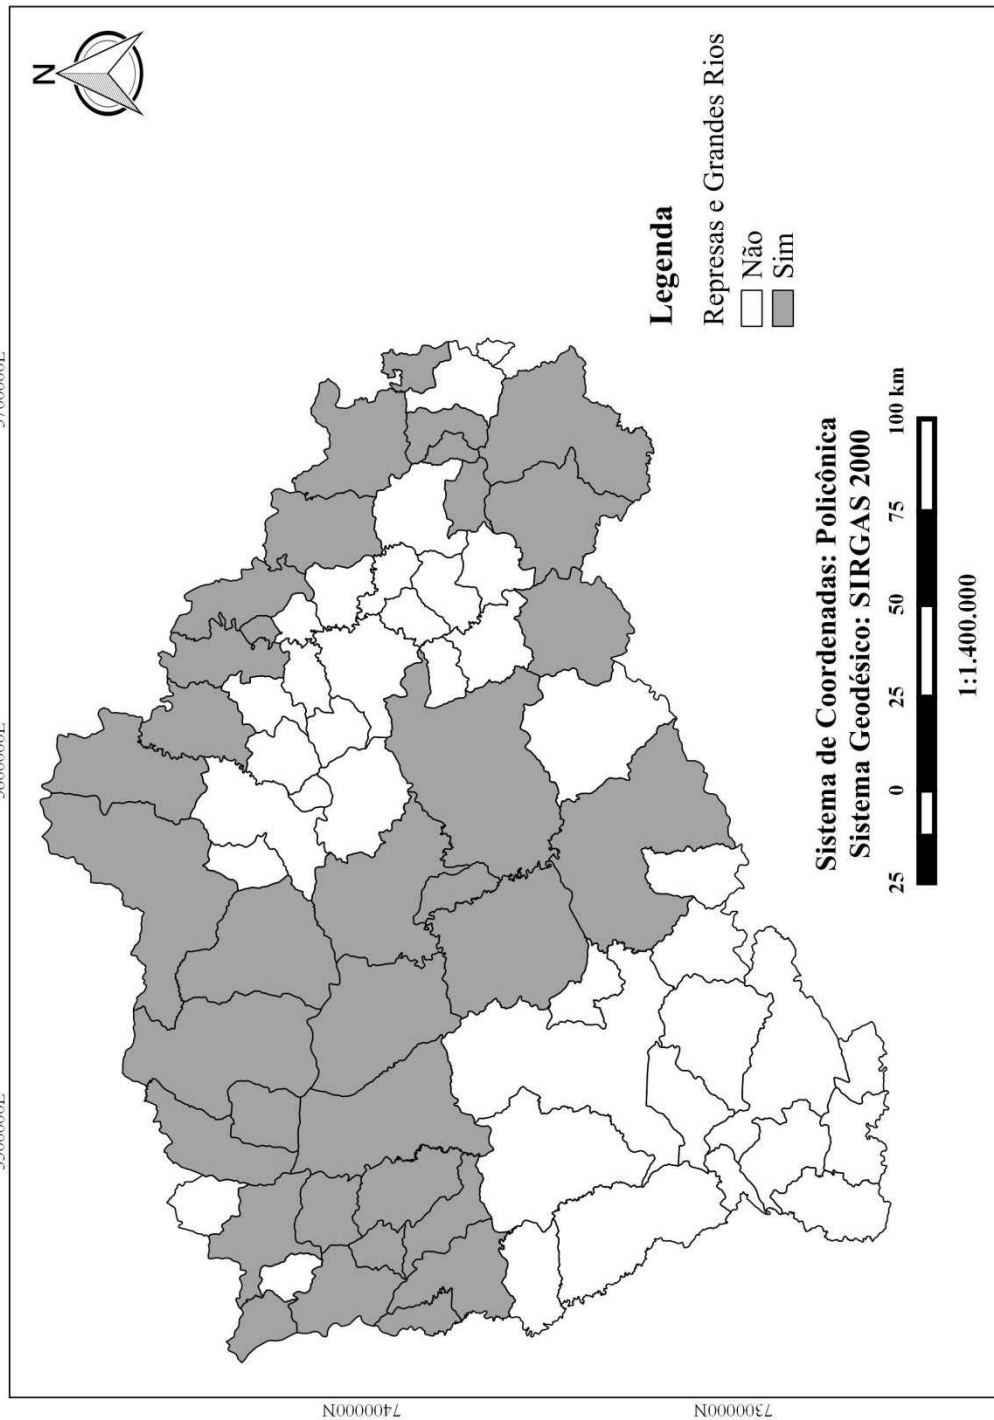 N
Legenda
Represas e Grandes Rios
Não
Sim
7400000N
7300000N
Sistema de Coordenadas: Policônica
Sistema Geodésico: SIRGAS 2000
25 0 25 50 75 100 km
1:1.400.000